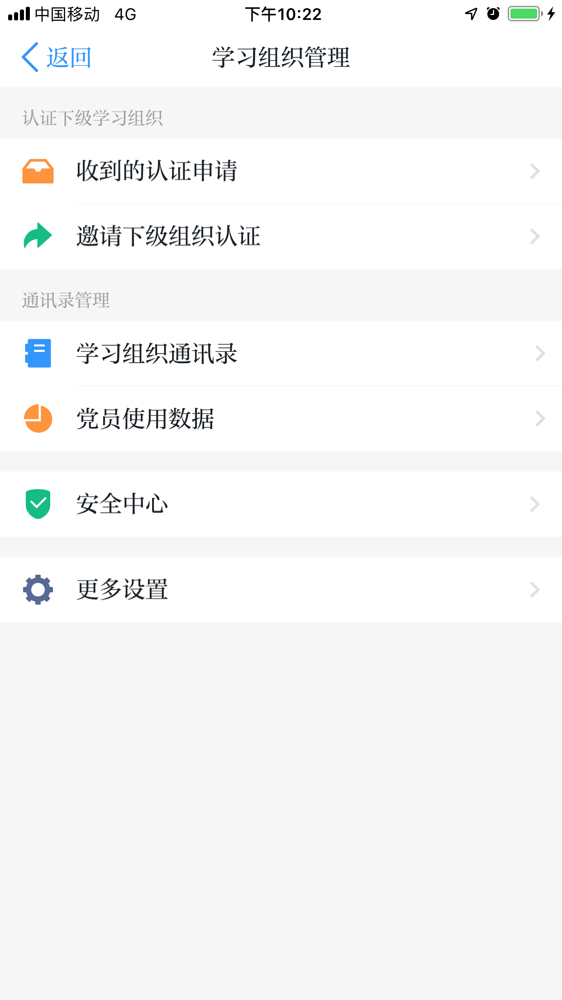 中国移动 4G 下午10:22
返回 学习组织管理
认证下级学习组织
收到的认证申请
邀请下级组织认证
通讯录管理
学习组织通讯录
党员使用数据
安全中心
更多设置